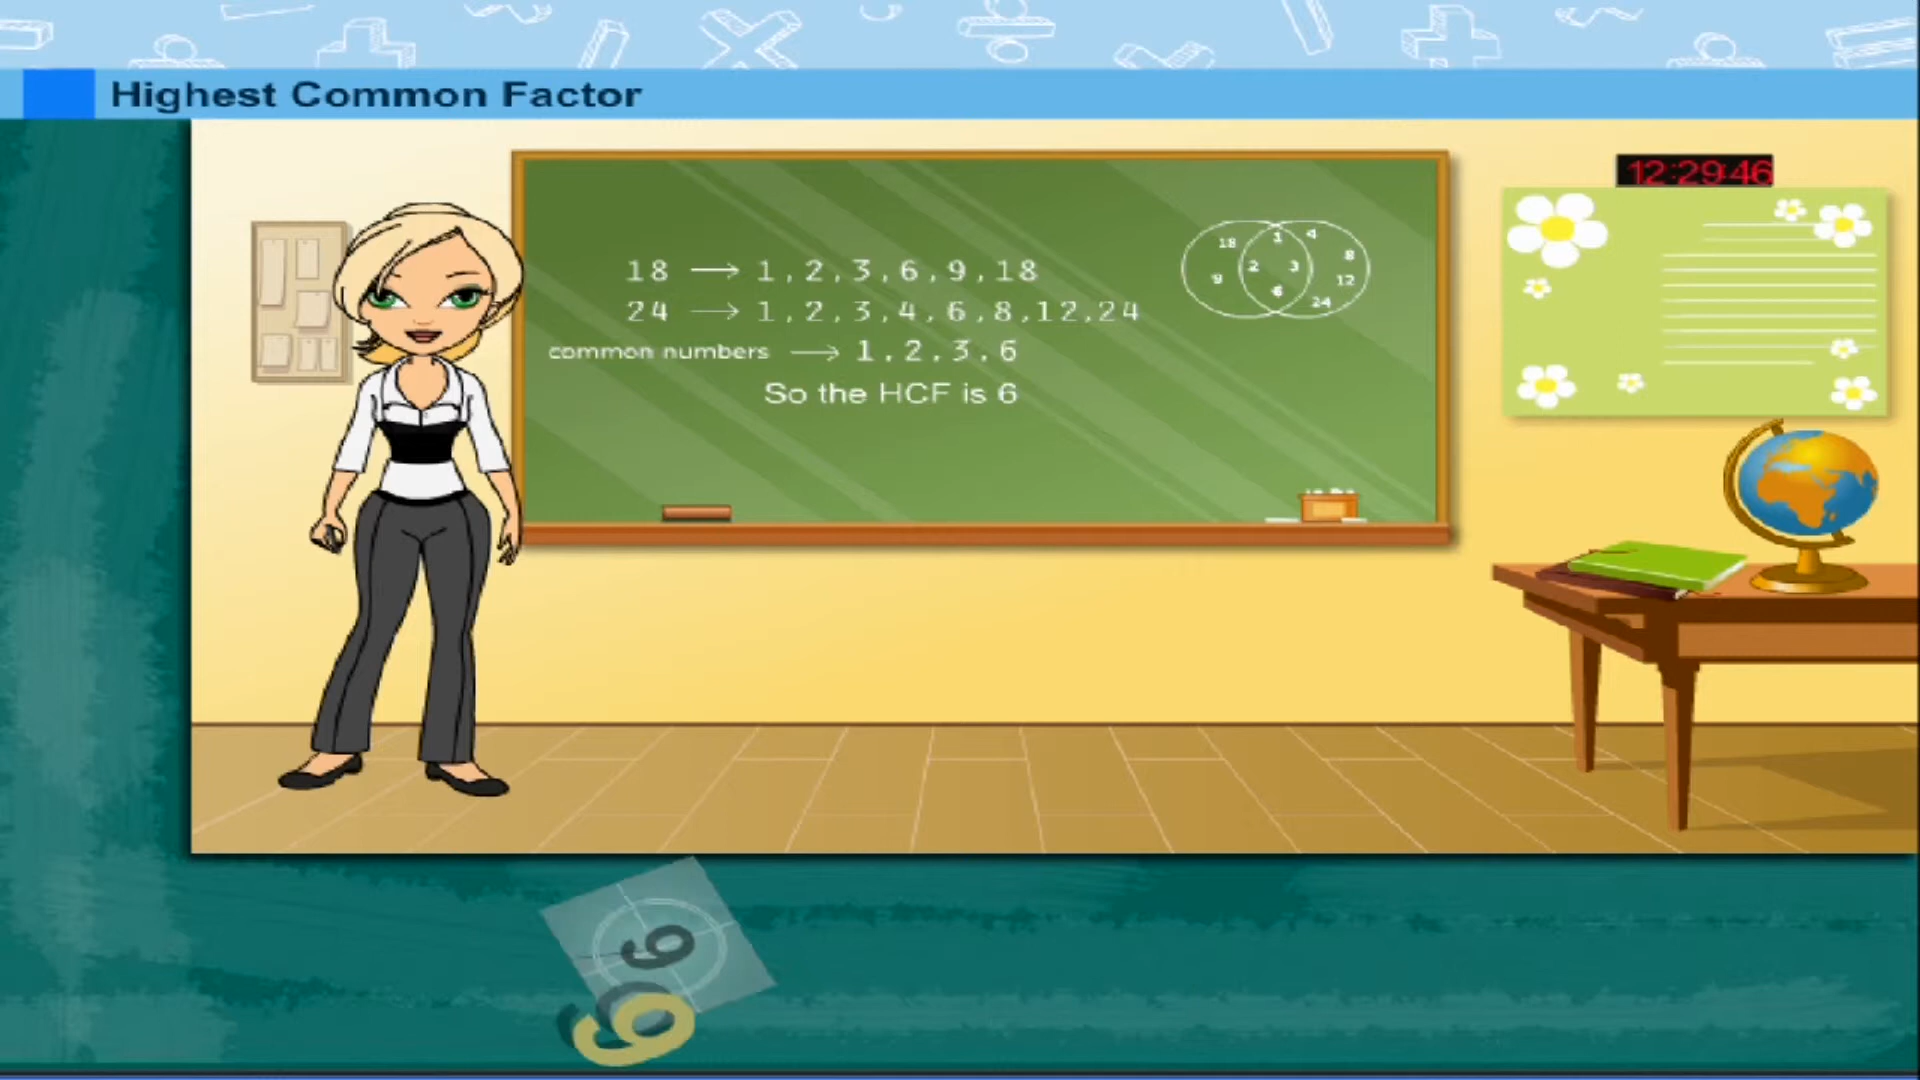 Highest Common Factor
12:29:46
18 → 1,2,3,6,9,18
24 → 1,2,3,4,6,8,12,24
common numbers → 1,2,3,6
So the HCF is 6
18 1 4
9 2 3 8
6 12
24
6
6